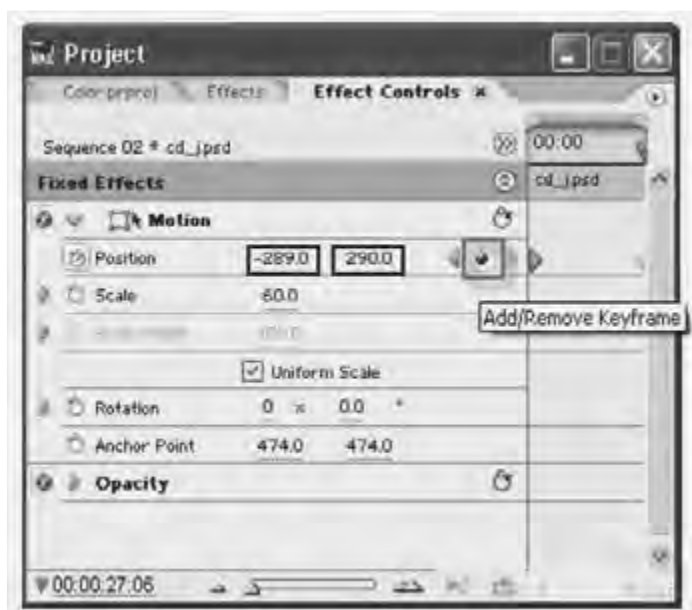 Project
Effects Effect Controls ×
Sequence 02 * cd_j.psd 00:00
Fixed Effects cd_j.psd
Motion
Position -289.0 290.0
Scale 60.0
Add/Remove Keyframe
Uniform Scale
Rotation 0 x 0.0 °
Anchor Point 474.0 474.0
Opacity
00:00:27:06